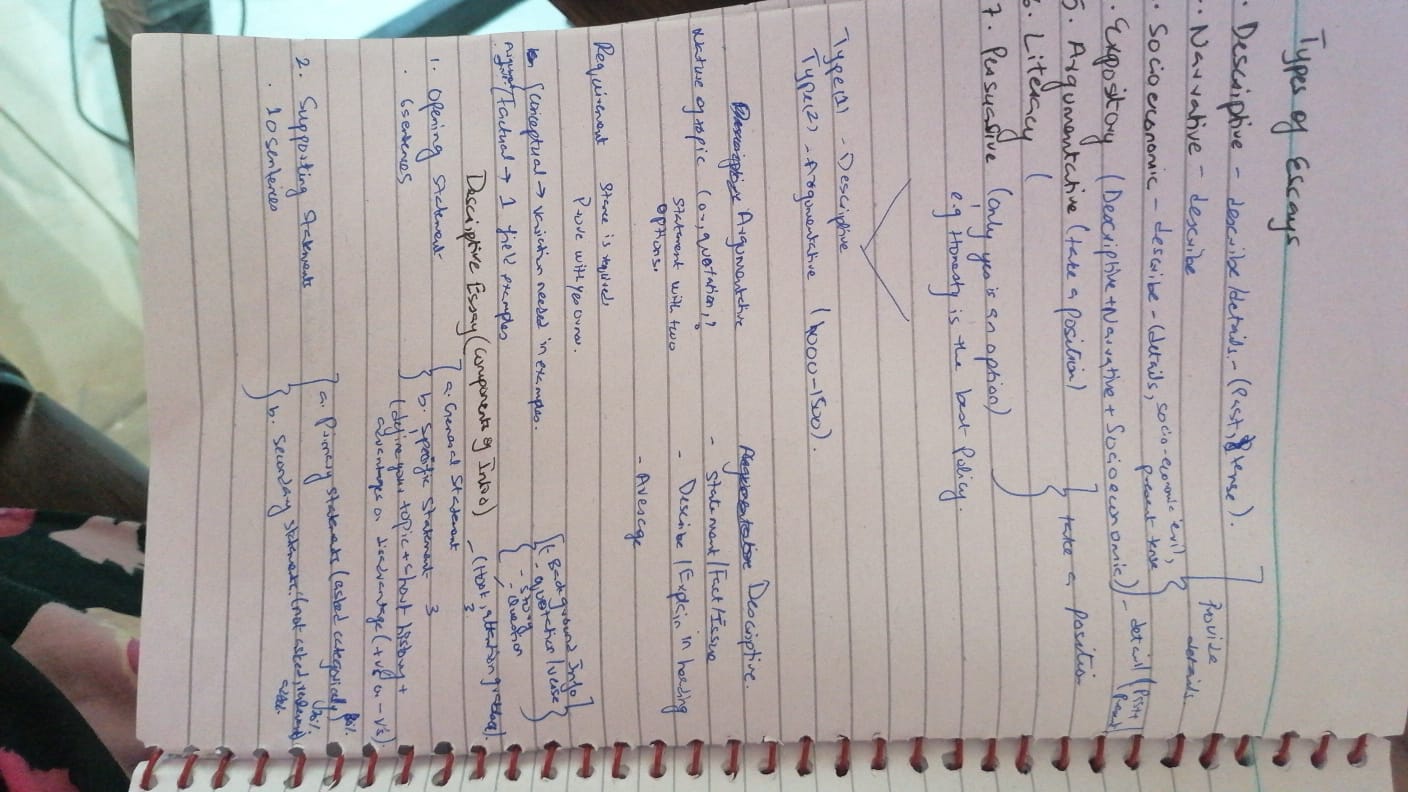 Types of Essays
. Descriptive - describe/details - (Past, tense).
.. Narrative - describe
Provide details
. Socioeconomic - describe - (details, socio-economic evil, present tense
. Expository (Descriptive + Narrative + Socioeconomic) - detail (Past + Present)
5. Argumentative (take a position)
take a position
6. Literacy (
7. Persuasive (only yes is an option)
e.g Honesty is the best Policy.
Type(1) - Descriptive
Type(2) - Argumentative (1000-1500).
Argumentative
Descriptive.
Nature of topic (or, quotation, ?
Statement with two
options.
- Statement/Fact/Issue
- Describe/Explain in heading
- Average
Requirement Stance is required
Prove with yes or no.
{Conceptual → variation needed in examples.
Factual → 1 field examples
[- Background Info]
- quotation/verse
- Story
- Question
- (Hook, attention grabber).
3
Descriptive Essay (components of Intro)
1. Opening Statement
. 6 sentences
a. General Statement
b. Specific Statement 3
(define your topic + short history +
advantages or disadvantage (+v's or -v's)
2. Supporting Statements
. 10 sentences
a. Primary Statements (asked categorically)
b. Secondary statements. (not asked, relevant)